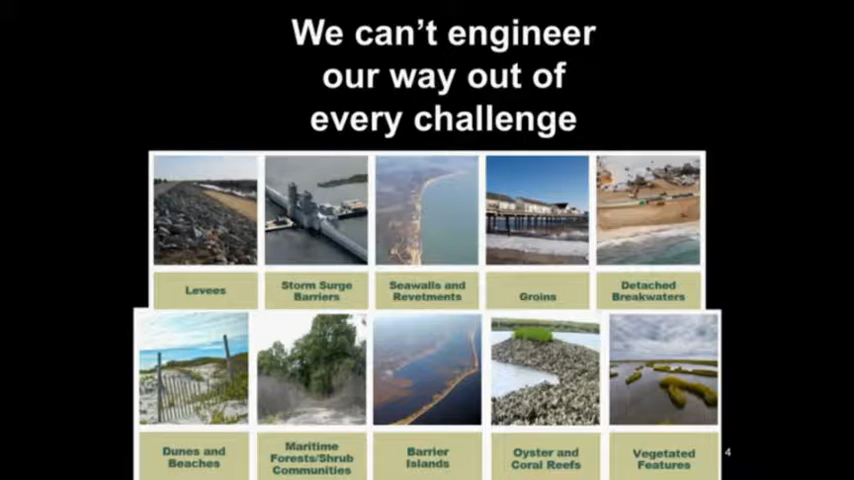 We can't engineer
our way out of
every challenge
Levees
Storm Surge
Barriers
Seawalls and
Revetments
Groins
Detached
Breakwaters
Dunes and
Beaches
Maritime
Forests/Shrub
Communities
Barrier
Islands
Oyster and
Coral Reefs
Vegetated
Features
4